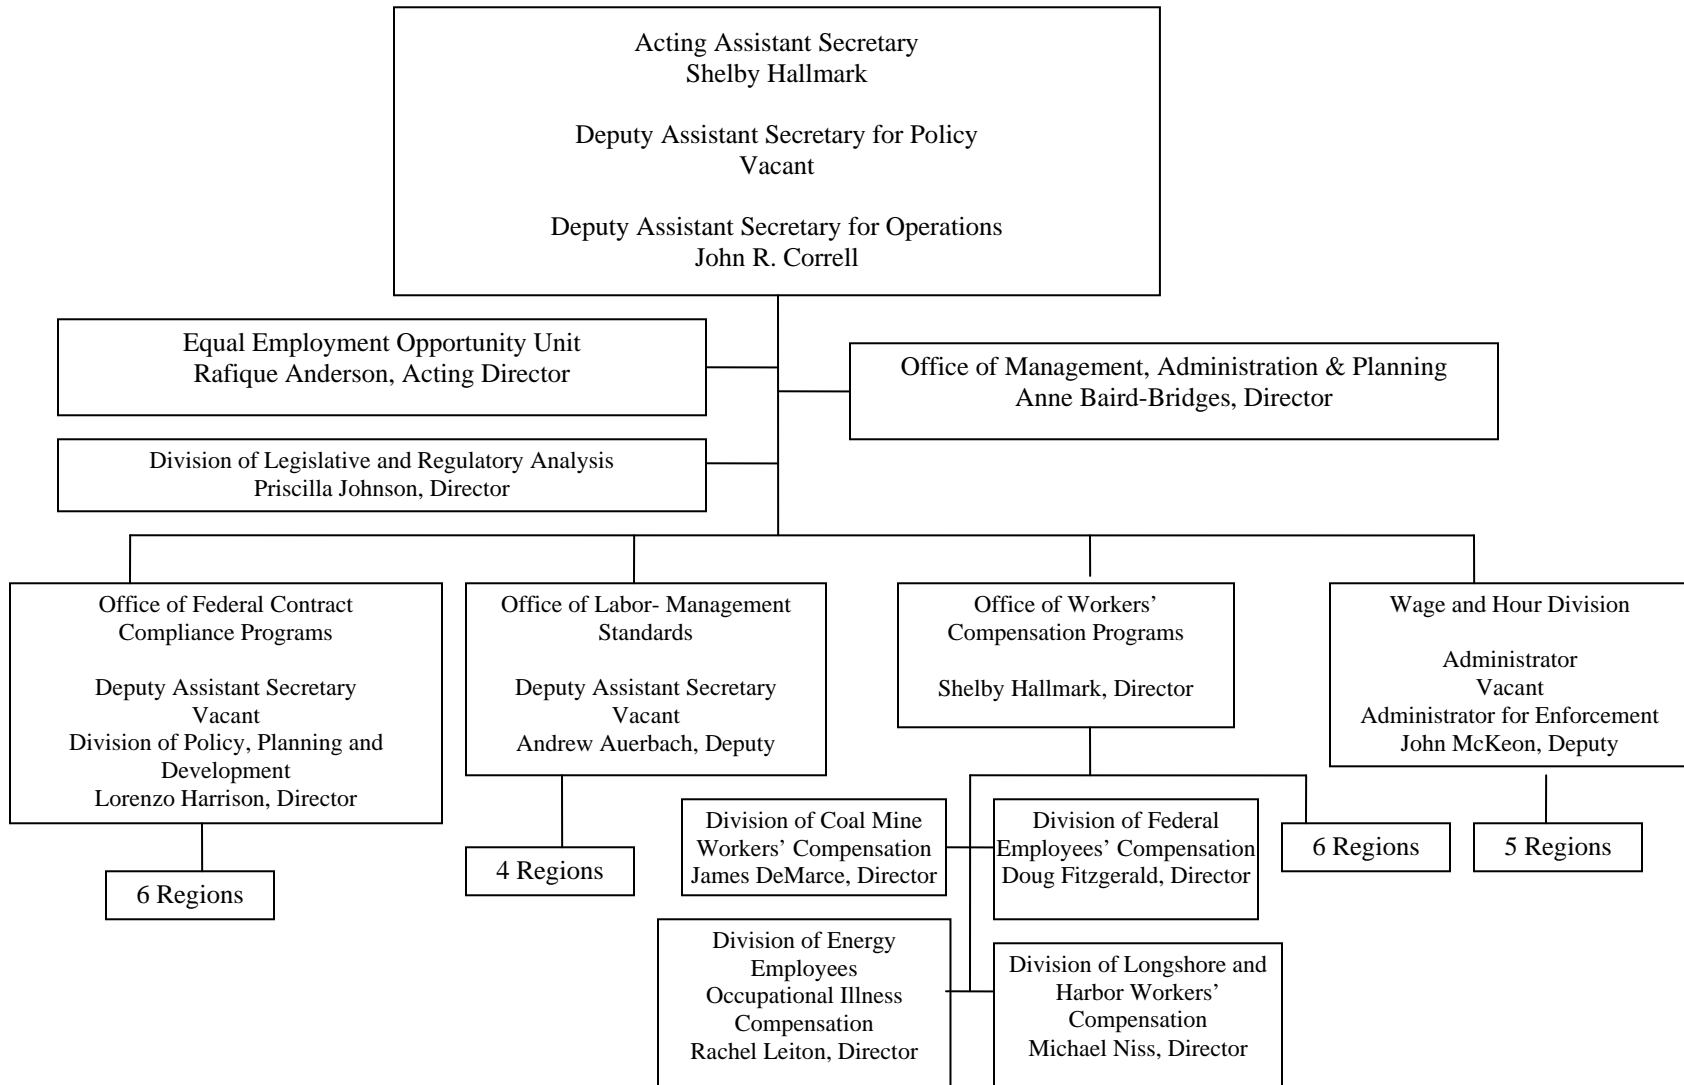 Acting Assistant Secretary
Shelby Hallmark
Deputy Assistant Secretary for Policy
Vacant
Deputy Assistant Secretary for Operations
John R. Correll
Equal Employment Opportunity Unit
Rafique Anderson, Acting Director
Office of Management, Administration & Planning
Anne Baird-Bridges, Director
Division of Legislative and Regulatory Analysis
Priscilla Johnson, Director
Office of Federal Contract
Compliance Programs
Deputy Assistant Secretary
Vacant
Division of Policy, Planning and
Development
Lorenzo Harrison, Director
6 Regions
Office of Labor- Management
Standards
Deputy Assistant Secretary
Vacant
Andrew Auerbach, Deputy
4 Regions
Office of Workers’
Compensation Programs
Shelby Hallmark, Director
Division of Coal Mine
Workers’ Compensation
James DeMarce, Director
Division of Federal
Employees’ Compensation
Doug Fitzgerald, Director
Division of Energy
Employees
Occupational Illness
Compensation
Rachel Leiton, Director
Division of Longshore and
Harbor Workers’
Compensation
Michael Niss, Director
6 Regions
Wage and Hour Division
Administrator
Vacant
Administrator for Enforcement
John McKeon, Deputy
5 Regions